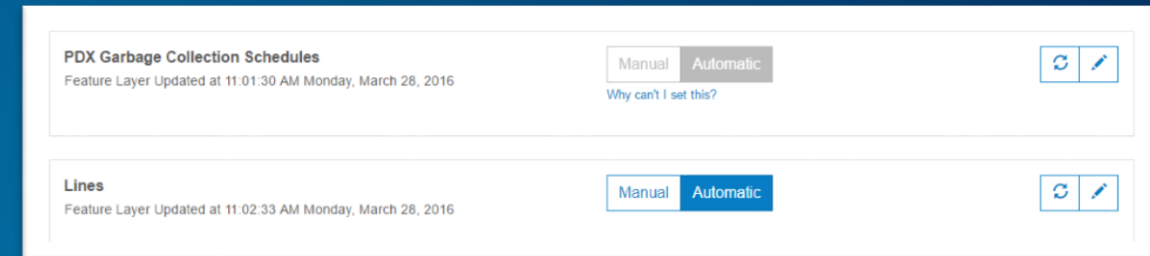 PDX Garbage Collection Schedules
Feature Layer Updated at 11:01:30 AM Monday, March 28, 2016
Manual Automatic
Why can't I set this?
Lines
Feature Layer Updated at 11:02:33 AM Monday, March 28, 2016
Manual Automatic